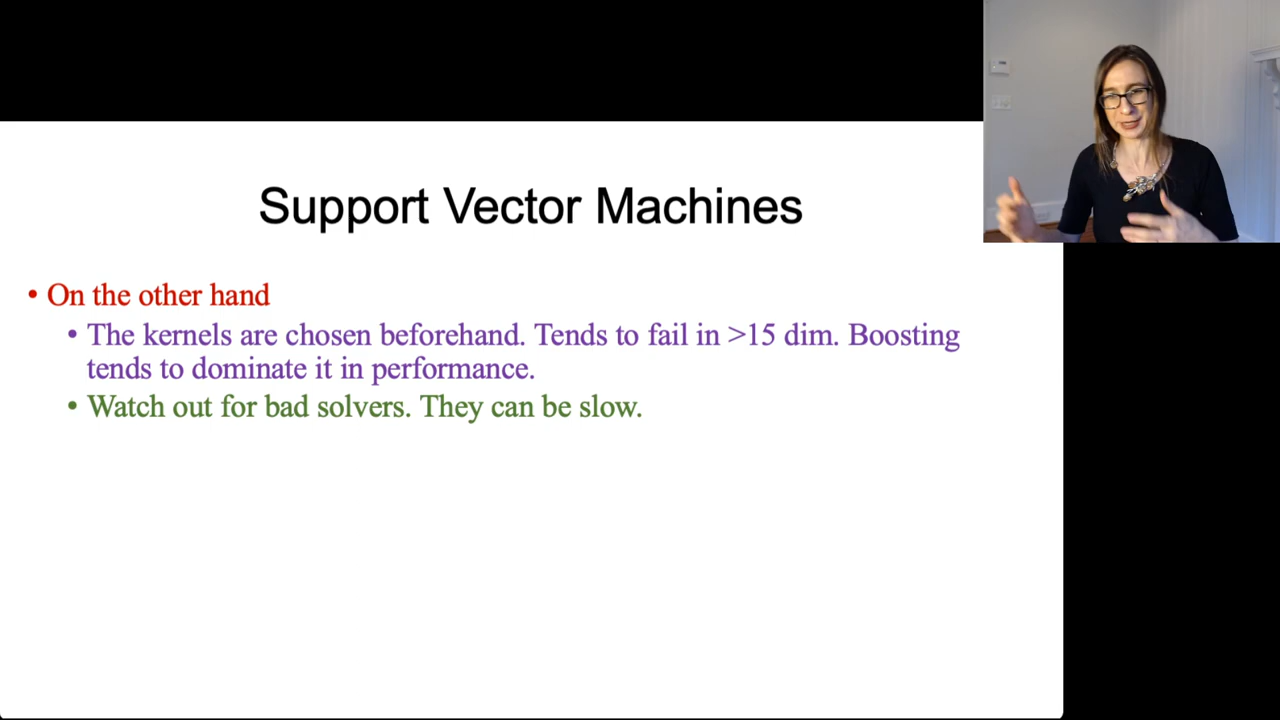 Support Vector Machines
• On the other hand
• The kernels are chosen beforehand. Tends to fail in >15 dim. Boosting
tends to dominate it in performance.
• Watch out for bad solvers. They can be slow.